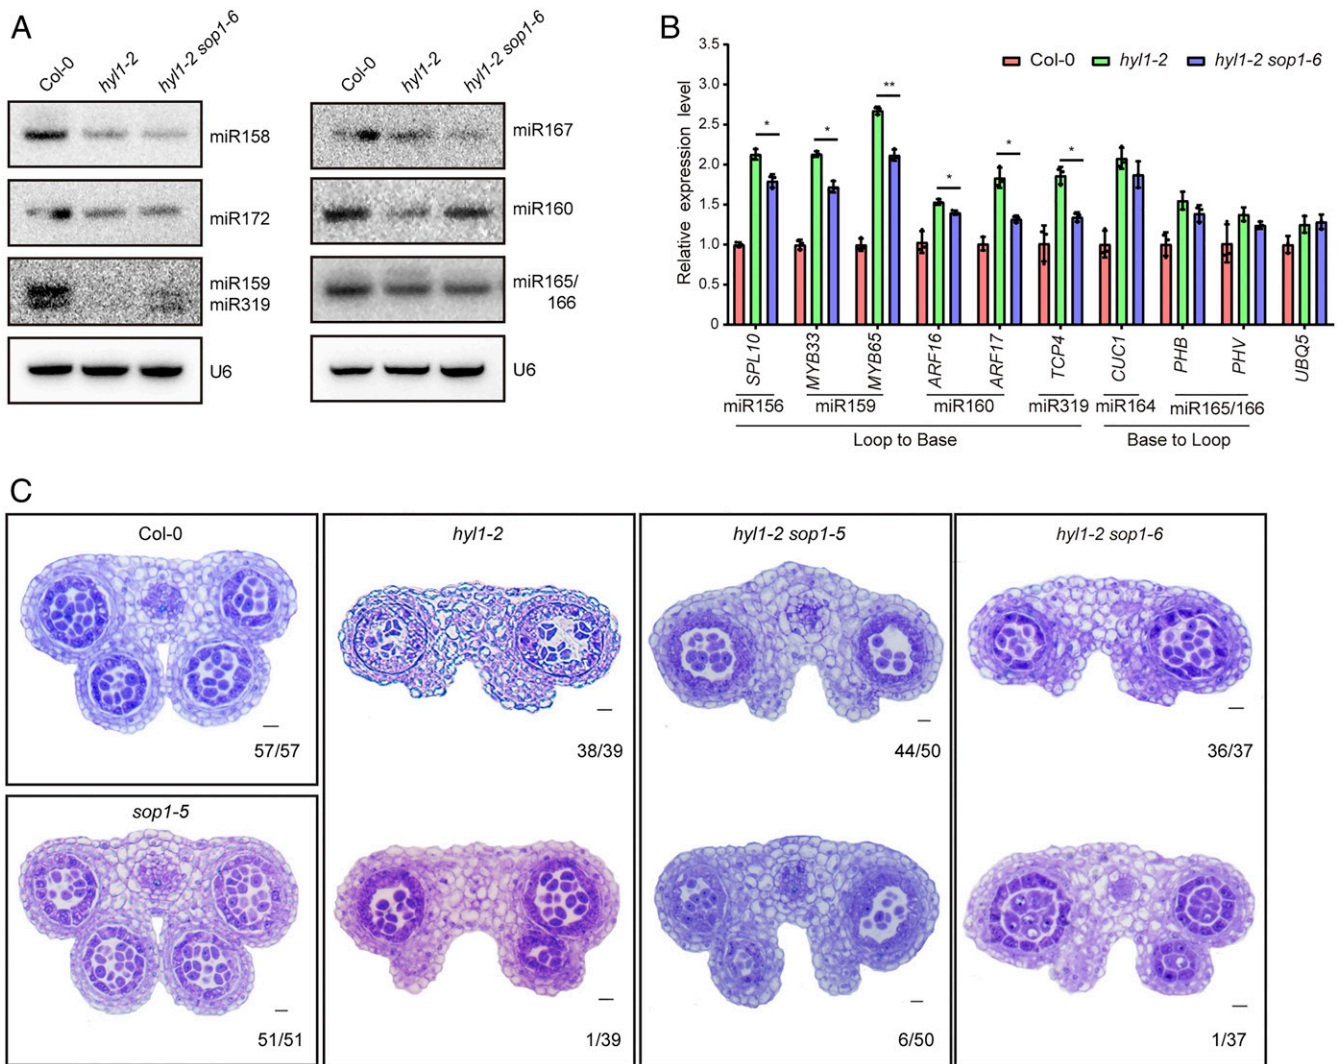 A
Col-0
hyl1-2
hyl1-2 sop1-6
miR158
miR172
miR159
miR319
U6
Col-0
hyl1-2
hyl1-2 sop1-6
miR167
miR160
miR165/
166
U6
B
Relative expression level
3.5
3.0
2.5
2.0
1.5
1.0
0.5
0
Col-0
hyl1-2
hyl1-2 sop1-6
*
*
**
*
*
*
SPL10
MYB33
MYB65
ARF16
ARF17
TCP4
CUC1
PHB
PHV
UBQ5
miR156
miR159
miR160
miR319
miR164
miR165/166
Loop to Base
Base to Loop
C
Col-0
57/57
sop1-5
51/51
hyl1-2
38/39
1/39
hyl1-2 sop1-5
44/50
6/50
hyl1-2 sop1-6
36/37
1/37